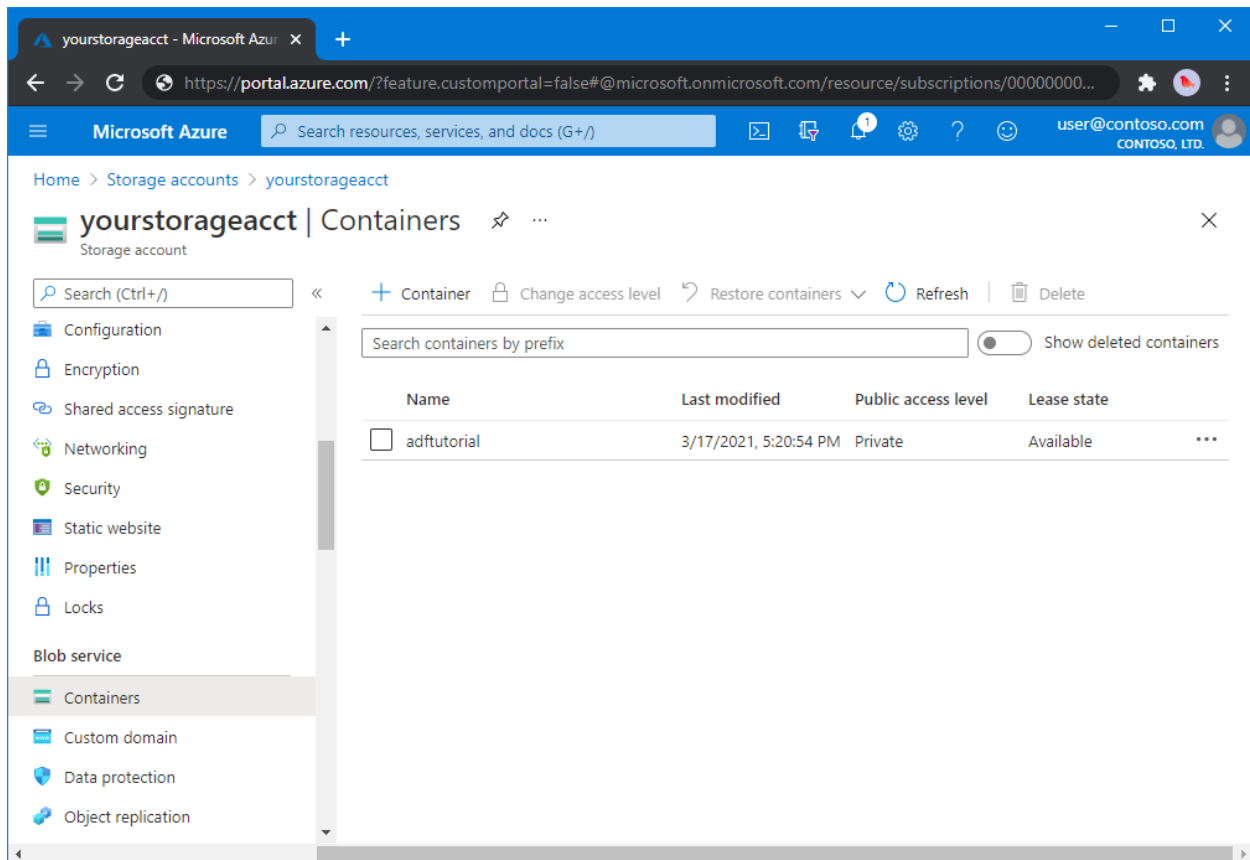 yourstorageacct - Microsoft Azur
https://portal.azure.com/?feature.customportal=false#@microsoft.onmicrosoft.com/resource/subscriptions/00000000...
Microsoft Azure
Search resources, services, and docs (G+/)
1
user@contoso.com
CONTOSO, LTD.
Home > Storage accounts > yourstorageacct
yourstorageacct | Containers
Storage account
Search (Ctrl+/)
Configuration
Encryption
Shared access signature
Networking
Security
Static website
Properties
Locks
Blob service
Containers
Custom domain
Data protection
Object replication
Container Change access level Restore containers Refresh Delete
Search containers by prefix
Show deleted containers
Name Last modified Public access level Lease state
adftutorial 3/17/2021, 5:20:54 PM Private Available